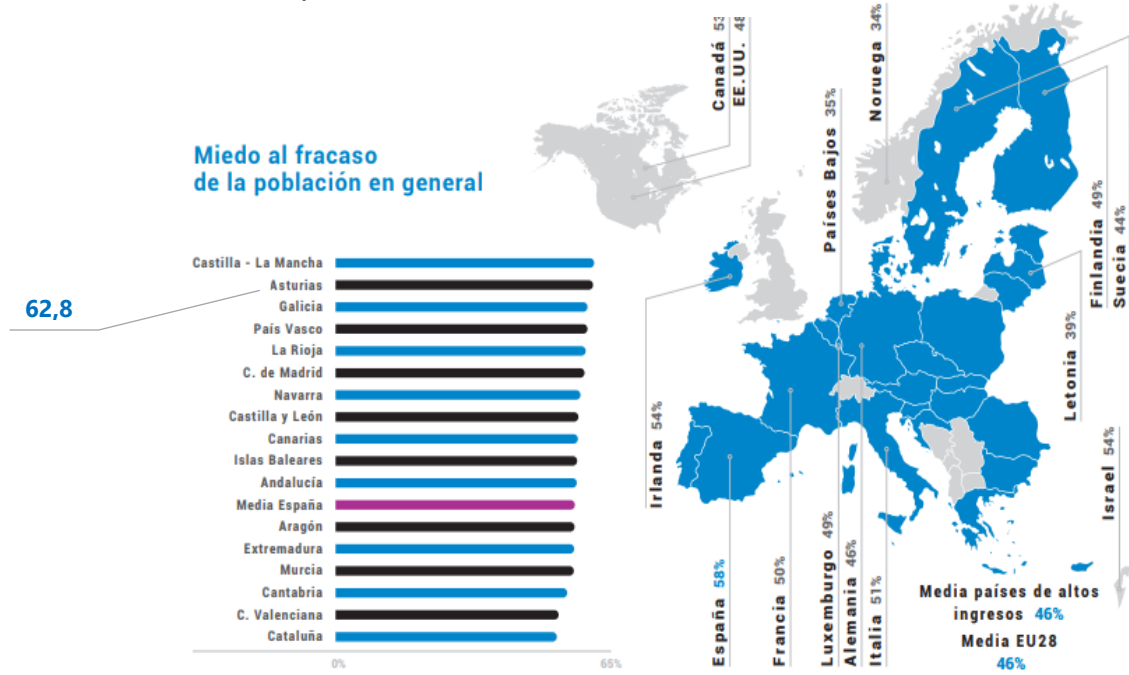 Miedo al fracaso
de la población en general
62,8
Castilla - La Mancha
Asturias
Galicia
País Vasco
La Rioja
C. de Madrid
Navarra
Castilla y León
Canarias
Islas Baleares
Andalucía
Media España
Aragón
Extremadura
Murcia
Cantabria
C. Valenciana
Cataluña
0% 65%
Canadá
EE.UU.
Noruega 34%
Países Bajos 35%
Finlandia 49%
Suecia 44%
Letonia 39%
Irlanda 54%
Israel 54%
España 58%
Francia 50%
Luxemburgo 49%
Alemania 46%
Italia 51%
Media países de altos
ingresos 46%
Media EU28
46%